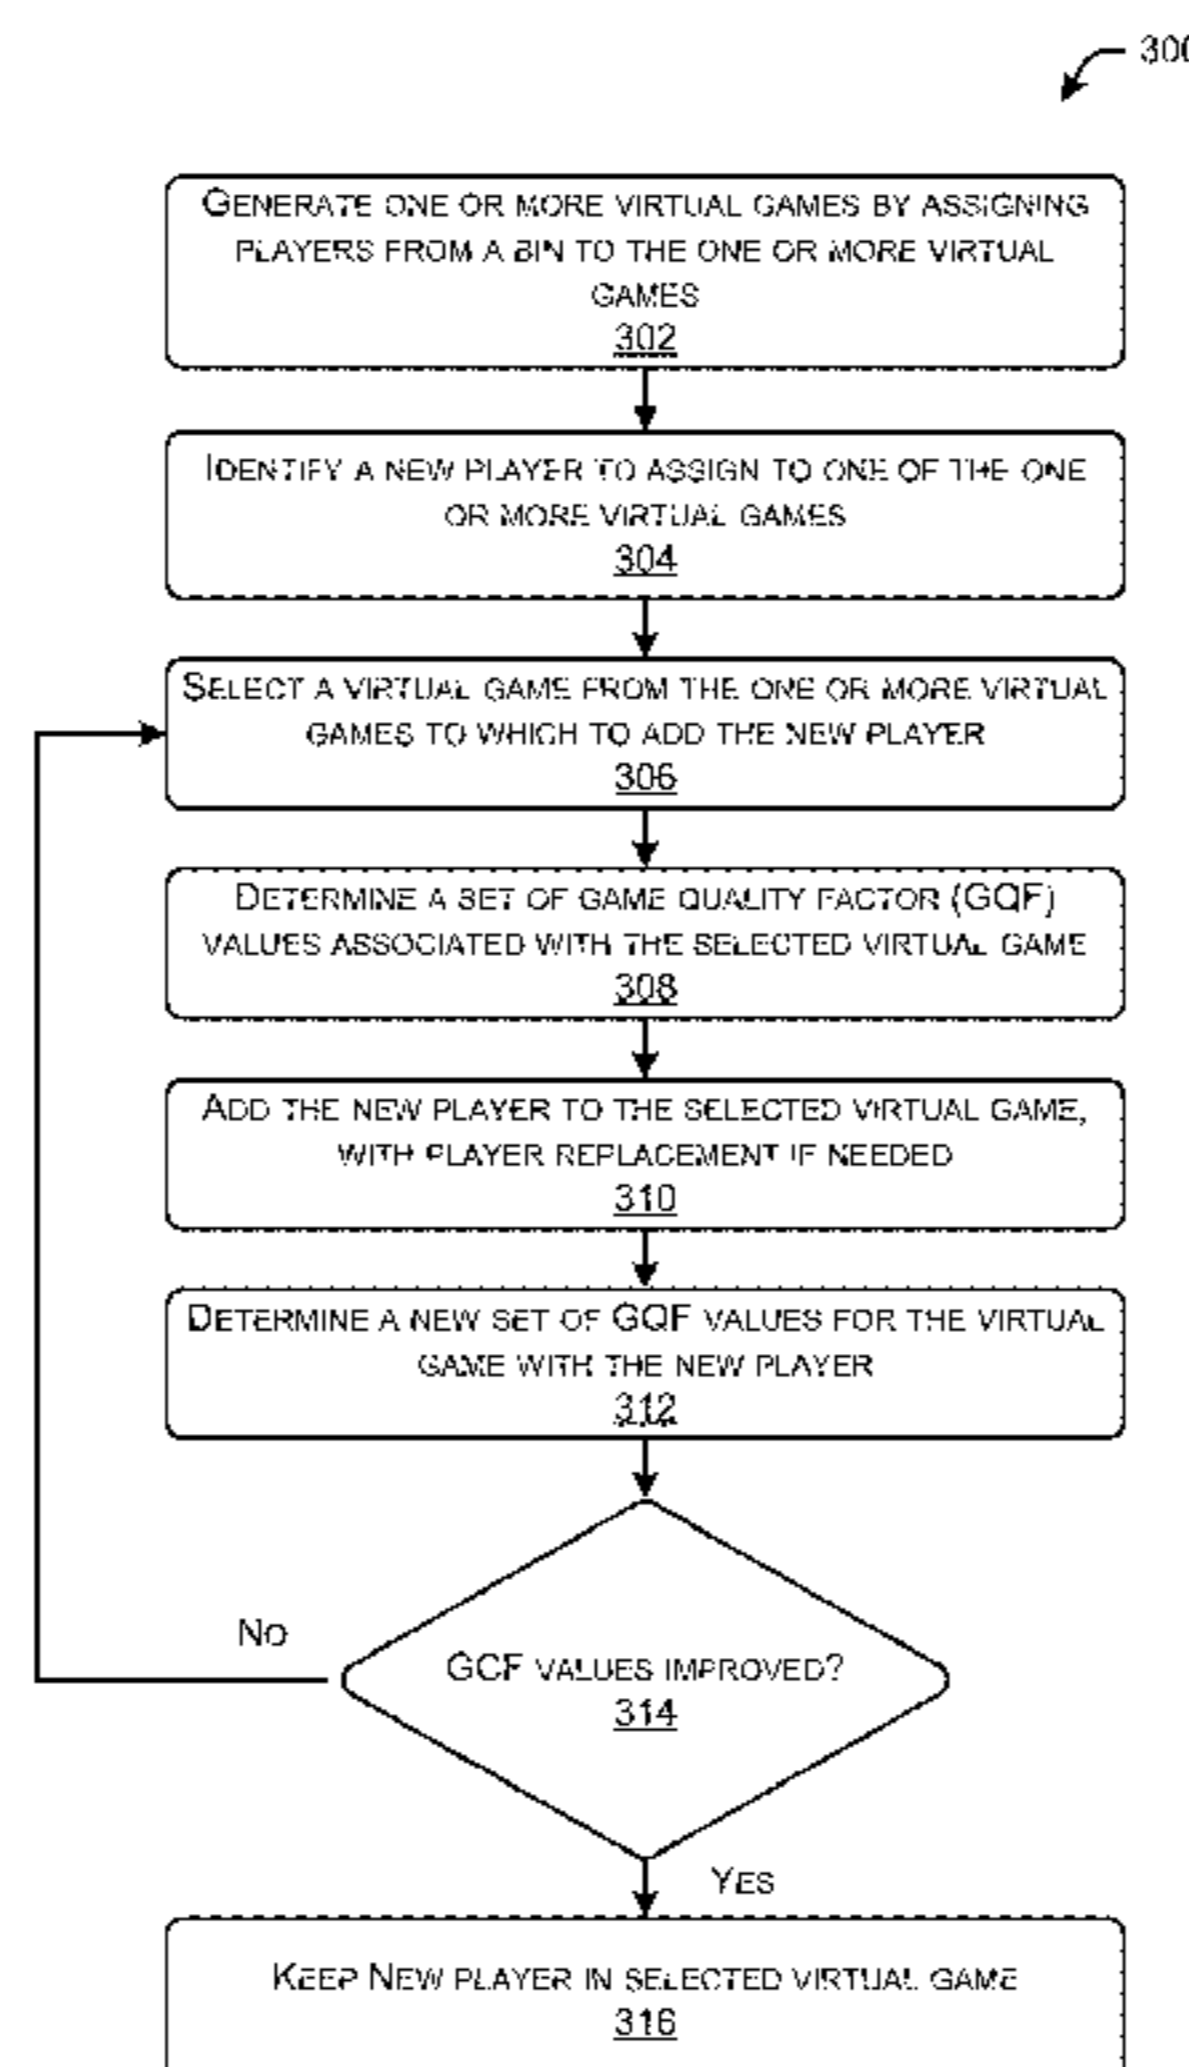 300
GENERATE ONE OR MORE VIRTUAL GAMES BY ASSIGNING
PLAYERS FROM A BIN TO THE ONE OR MORE VIRTUAL
GAMES
302
IDENTIFY A NEW PLAYER TO ASSIGN TO ONE OF THE ONE
OR MORE VIRTUAL GAMES
304
SELECT A VIRTUAL GAME FROM THE ONE OR MORE VIRTUAL
GAMES TO WHICH TO ADD THE NEW PLAYER
306
DETERMINE A SET OF GAME QUALITY FACTOR (GQF)
VALUES ASSOCIATED WITH THE SELECTED VIRTUAL GAME
308
ADD THE NEW PLAYER TO THE SELECTED VIRTUAL GAME,
WITH PLAYER REPLACEMENT IF NEEDED
310
DETERMINE A NEW SET OF GQF VALUES FOR THE VIRTUAL
GAME WITH THE NEW PLAYER
312
NO
GQF VALUES IMPROVED?
314
YES
KEEP NEW PLAYER IN SELECTED VIRTUAL GAME
316